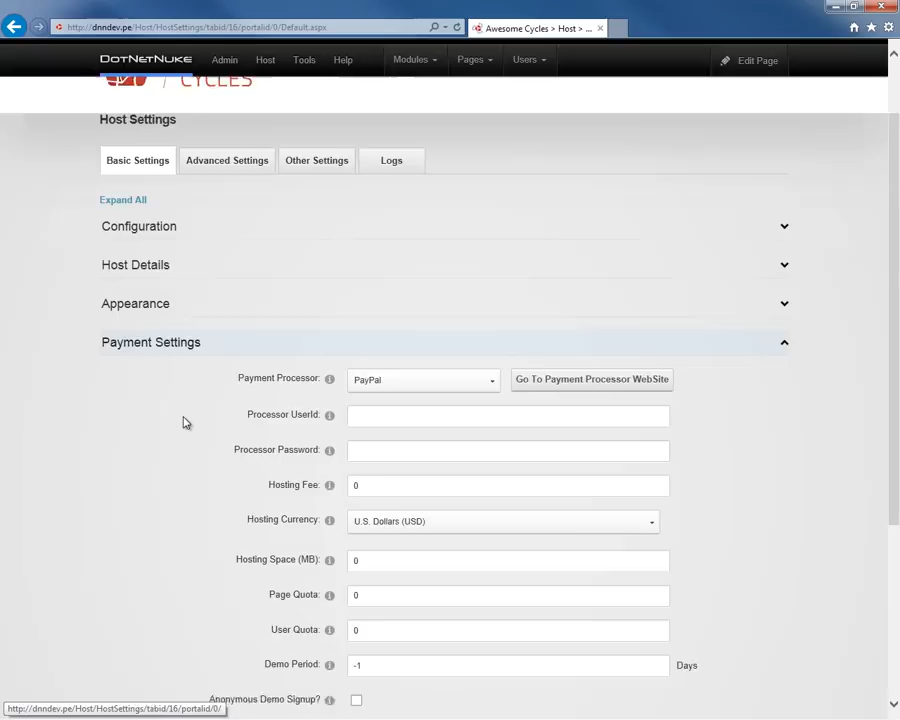 http://dnndev.pe/Host/HostSettings/tabid/16/portalid/0/Default.aspx
Awesome Cycles > Host > ...
DOTNETNUKE
Admin
Host
Tools
Help
Modules
Pages
Users
Edit Page
CYCLES
Host Settings
Basic Settings
Advanced Settings
Other Settings
Logs
Expand All
Configuration
Host Details
Appearance
Payment Settings
Payment Processor:
PayPal
Go To Payment Processor WebSite
Processor UserId:
Processor Password:
Hosting Fee:
0
Hosting Currency:
U.S. Dollars (USD)
Hosting Space (MB):
0
Page Quota:
0
User Quota:
0
Demo Period:
-1
Days
Anonymous Demo Signup?
http://dnndev.pe/Host/HostSettings/tabid/16/portalid/0/